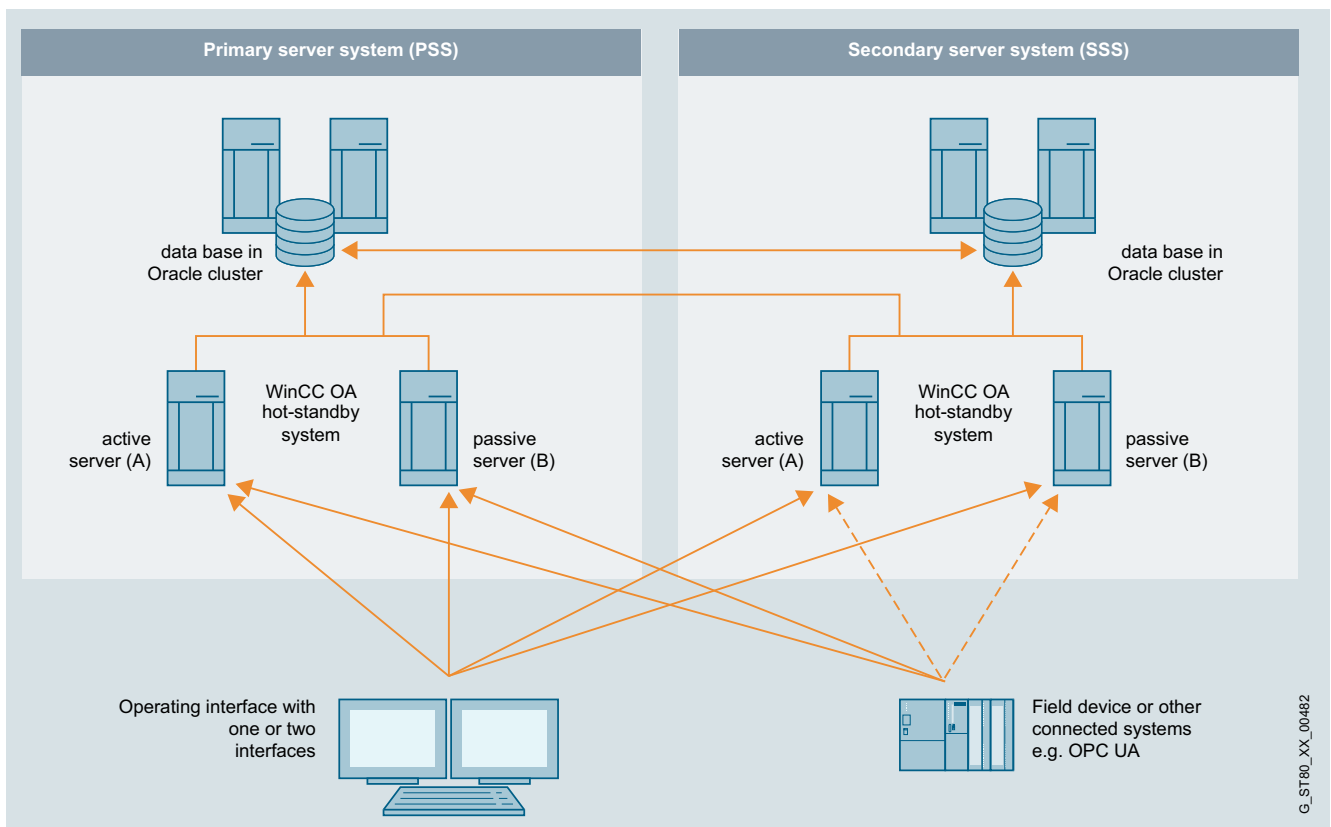 Primary server system (PSS)
Secondary server system (SSS)
data base in
Oracle cluster
data base in
Oracle cluster
WinCC OA
hot-standby
system
active
server (A)
passive
server (B)
WinCC OA
hot-standby
system
active
server (A)
passive
server (B)
Operating interface with
one or two
interfaces
Field device or other
connected systems
e.g. OPC UA
G_ST80_XX_00482